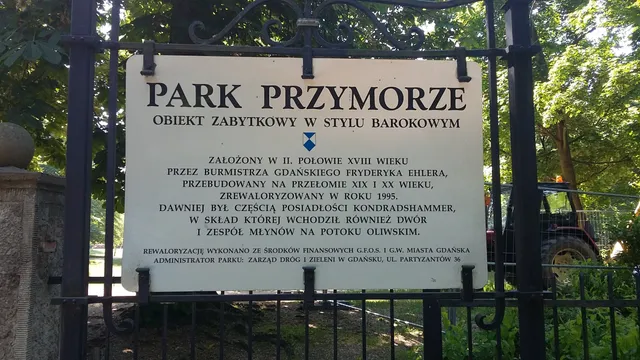 PARK PRZYMORZE
OBIEKT ZABYTKOWY W STYLU BAROKOWYM
ZAŁOŻONY W II. POŁOWIE XVIII WIEKU
PRZEZ BURMISTRZA GDAŃSKIEGO FRYDERYKA EHLERA,
PRZEBUDOWANY NA PRZEŁOMIE XIX I XX WIEKU,
ZREWALORYZOWANY W ROKU 1995.
DAWNIEJ BYŁ CZĘŚCIĄ POSIADŁOŚCI KONDRADSHAMMER,
W SKŁAD KTÓREJ WCHODZIŁ RÓWNIEŻ DWÓR
I ZESPÓŁ MŁYNÓW NA POTOKU OLIWSKIM.
REWALORYZACJĘ WYKONANO ZE ŚRODKÓW FINANSOWYCH G.F.O.Ś. I G.W. MIASTA GDAŃSKA
ADMINISTRATOR PARKU: ZARZĄD DRÓG I ZIELENI W GDAŃSKU, UL. PARTYZANTÓW 36